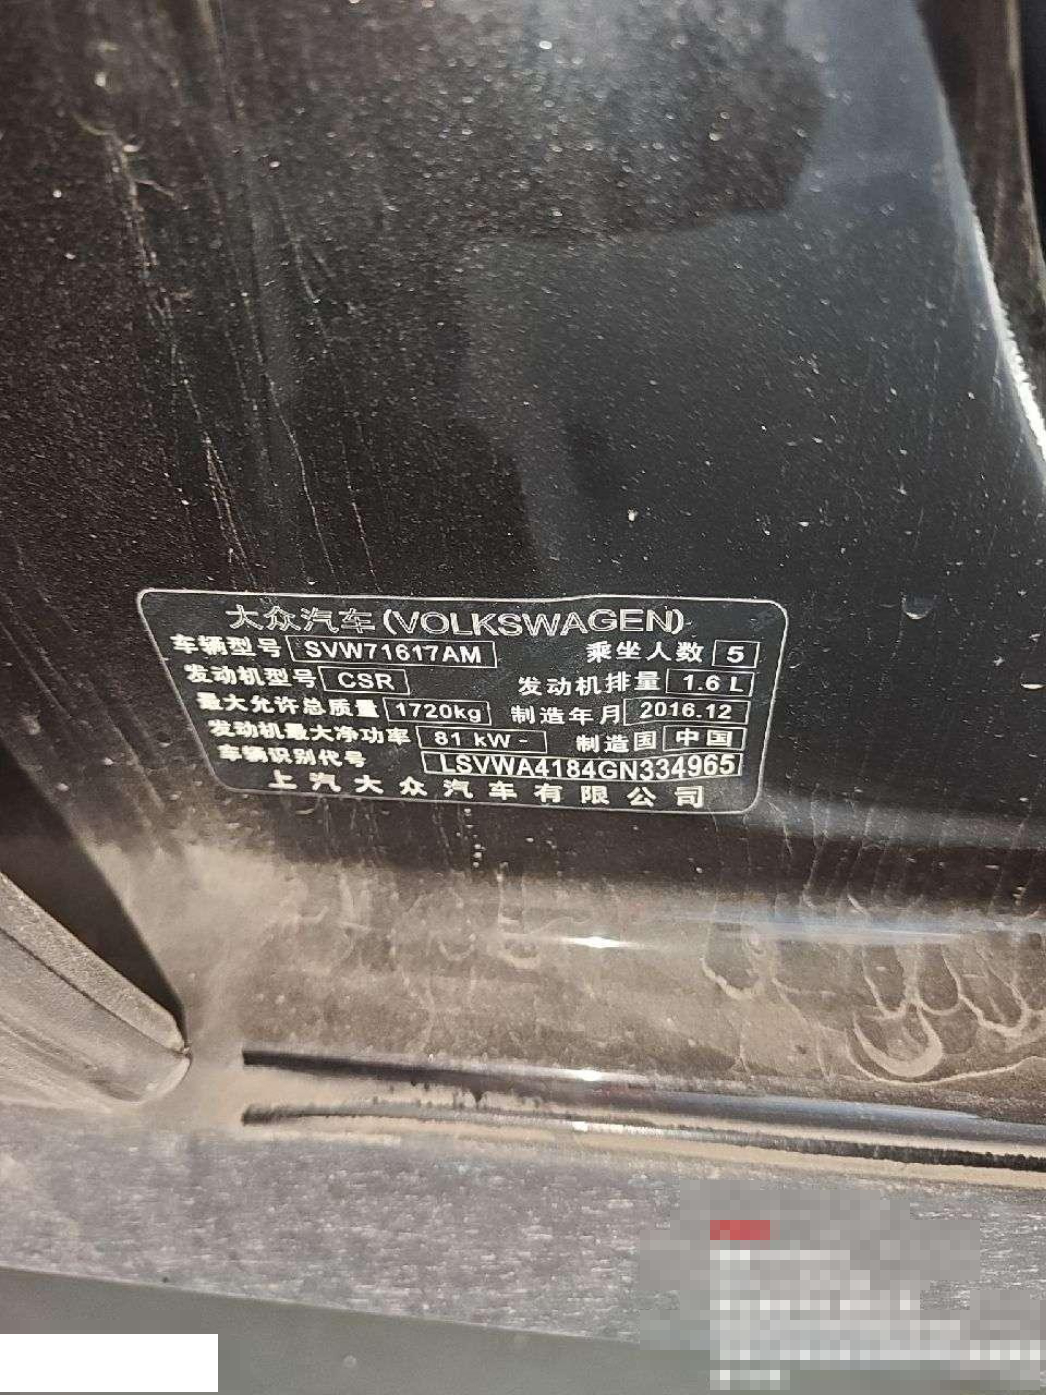 大众汽车(VOLKSWAGEN)
车辆型号 SVW71617AM 乘坐人数 5
发动机型号 CSR 发动机排量 1.6 L
最大允许总质量 1720kg 制造年月 2016.12
发动机最大净功率 81 kW - 制造国 中国
车辆识别代号 LSVWA4184GN334965
上汽大众汽车有限公司